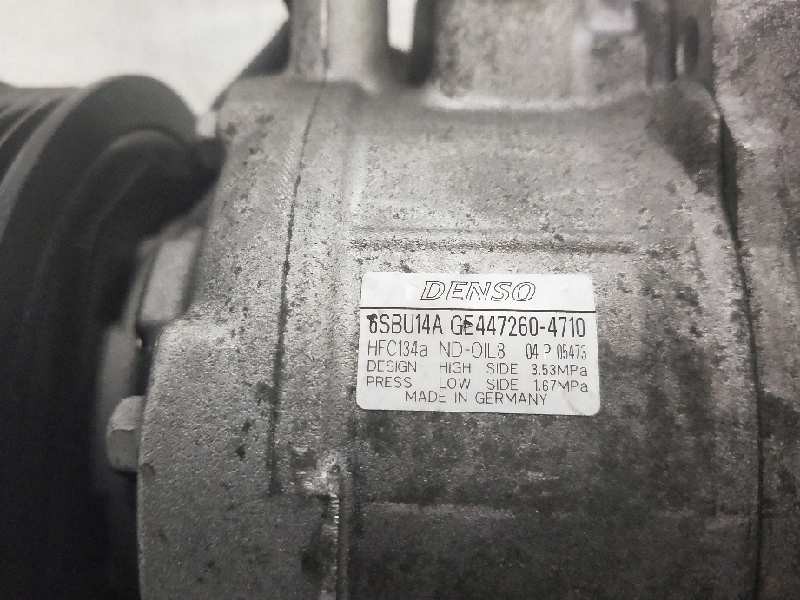 DENSO
6SBU14A GE447260-4710
HFC134a ND-OIL8 04 P 05473
DESIGN HIGH SIDE 3.53MPa
PRESS LOW SIDE 1.67MPa
MADE IN GERMANY